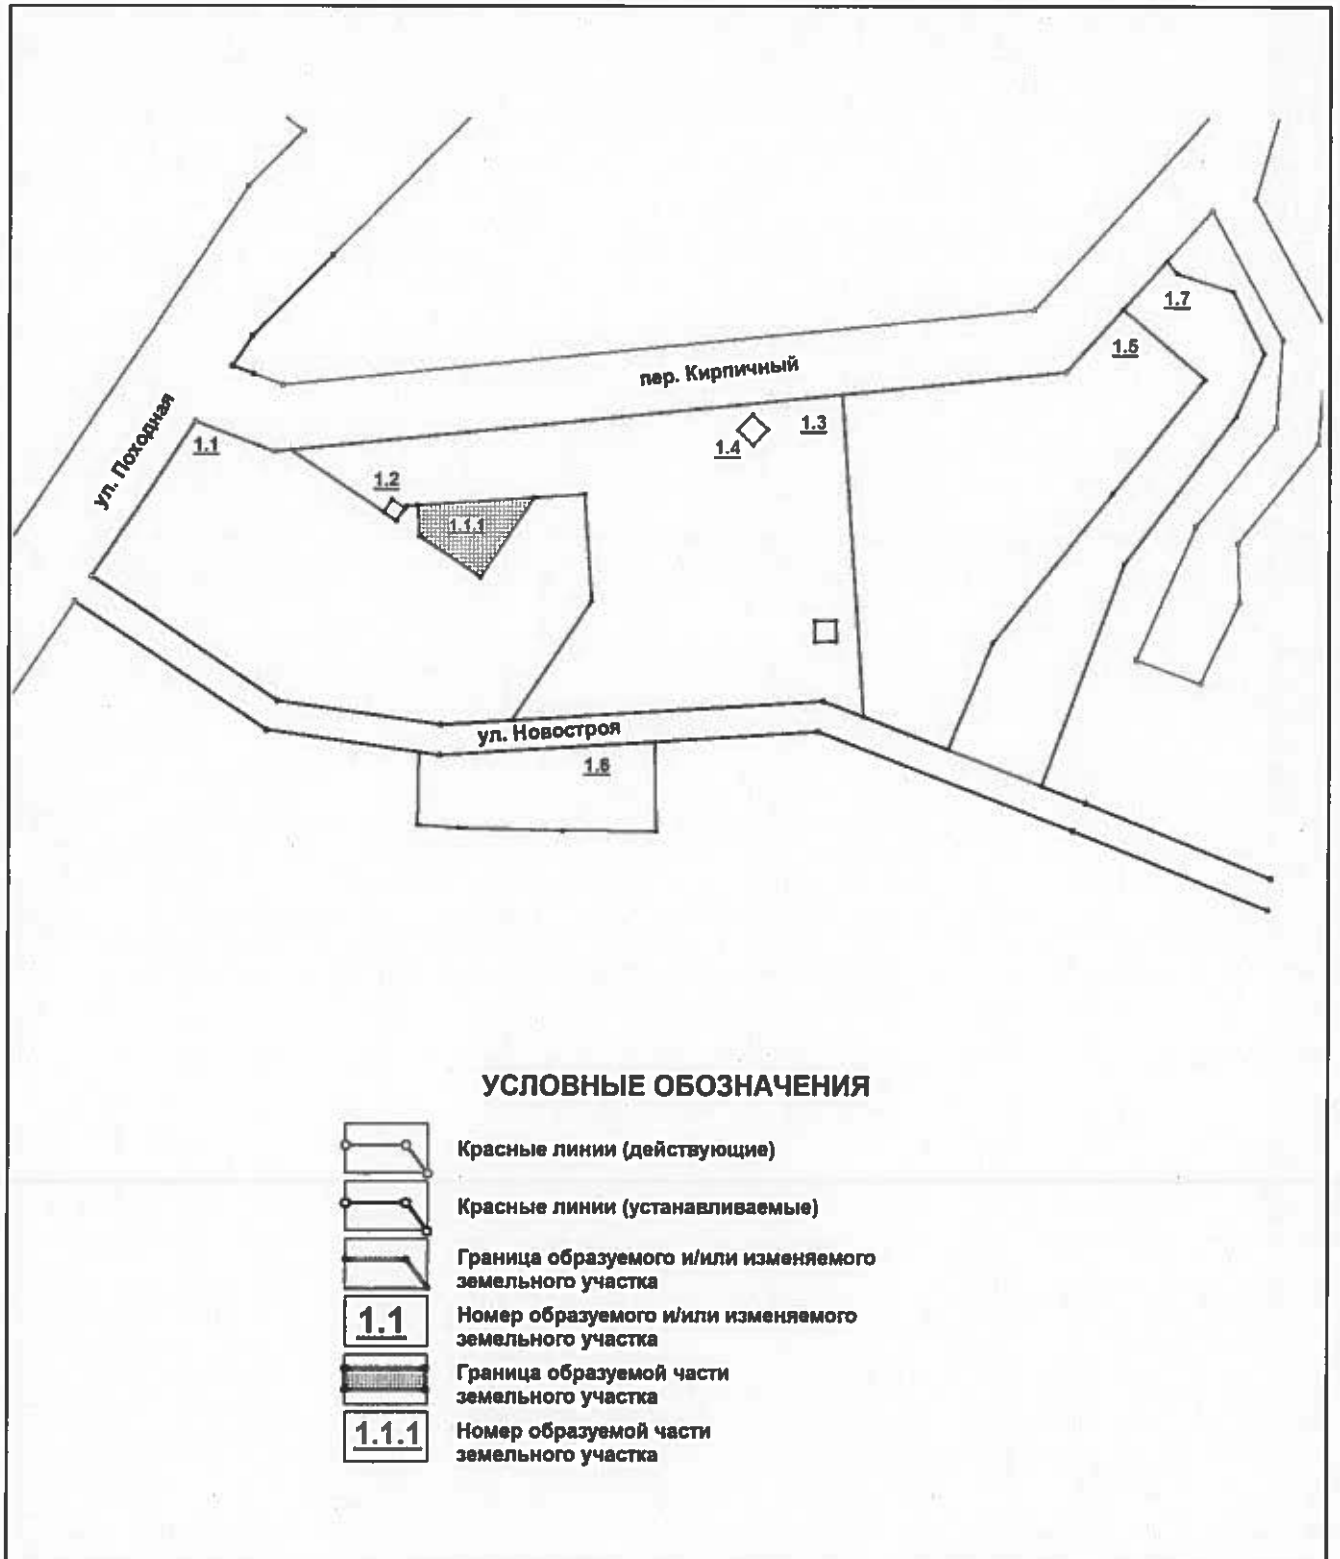 1.7
1.5
пер. Кирпичный
ул. Походная
1.3
1.4
1.1
1.2
1.1.1
ул. Новостроя
1.6
УСЛОВНЫЕ ОБОЗНАЧЕНИЯ
Красные линии (действующие)
Красные линии (устанавливаемые)
Граница образуемого и/или изменяемого
земельного участка
1.1
Номер образуемого и/или изменяемого
земельного участка
Граница образуемой части
земельного участка
1.1.1
Номер образуемой части
земельного участка